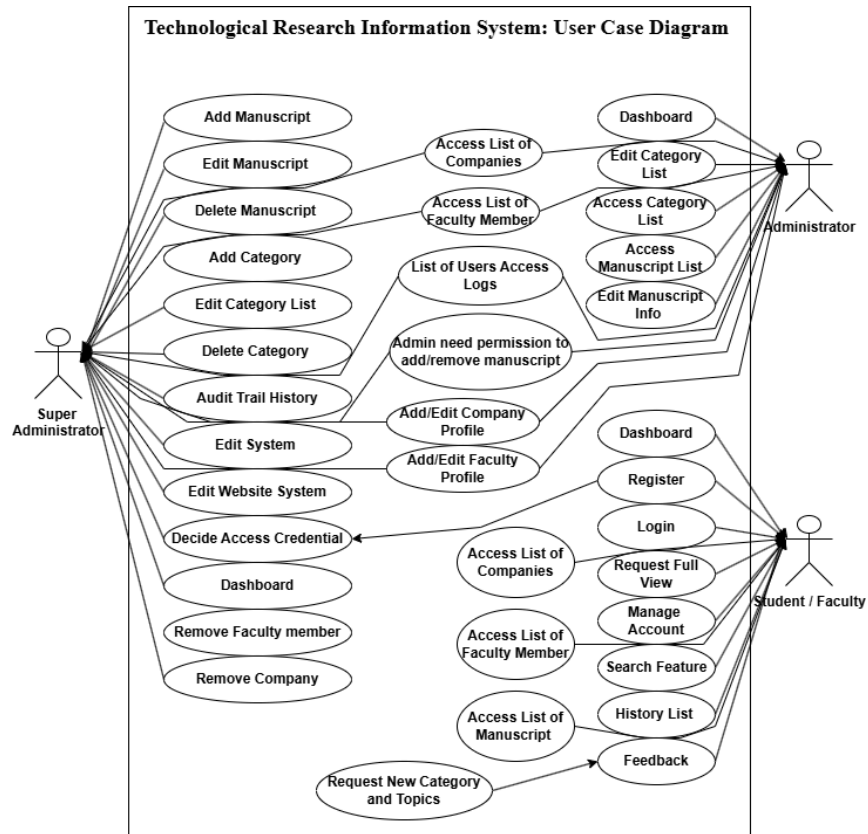 Technological Research Information System: User Case Diagram
Add Manuscript
Edit Manuscript
Delete Manuscript
Add Category
Edit Category List
Delete Category
Audit Trail History
Edit System
Edit Website System
Decide Access Credential
Dashboard
Remove Faculty member
Remove Company
Super
Administrator
Access List of
Companies
Access List of
Faculty Member
List of Users Access
Logs
Admin need permission to
add/remove manuscript
Add/Edit Company
Profile
Add/Edit Faculty
Profile
Dashboard
Edit Category
List
Access Category
List
Access
Manuscript List
Edit Manuscript
Info
Administrator
Dashboard
Register
Login
Request Full
View
Manage
Account
Search Feature
History List
Feedback
Access List of
Companies
Access List of
Faculty Member
Access List of
Manuscript
Request New Category
and Topics
Student / Faculty